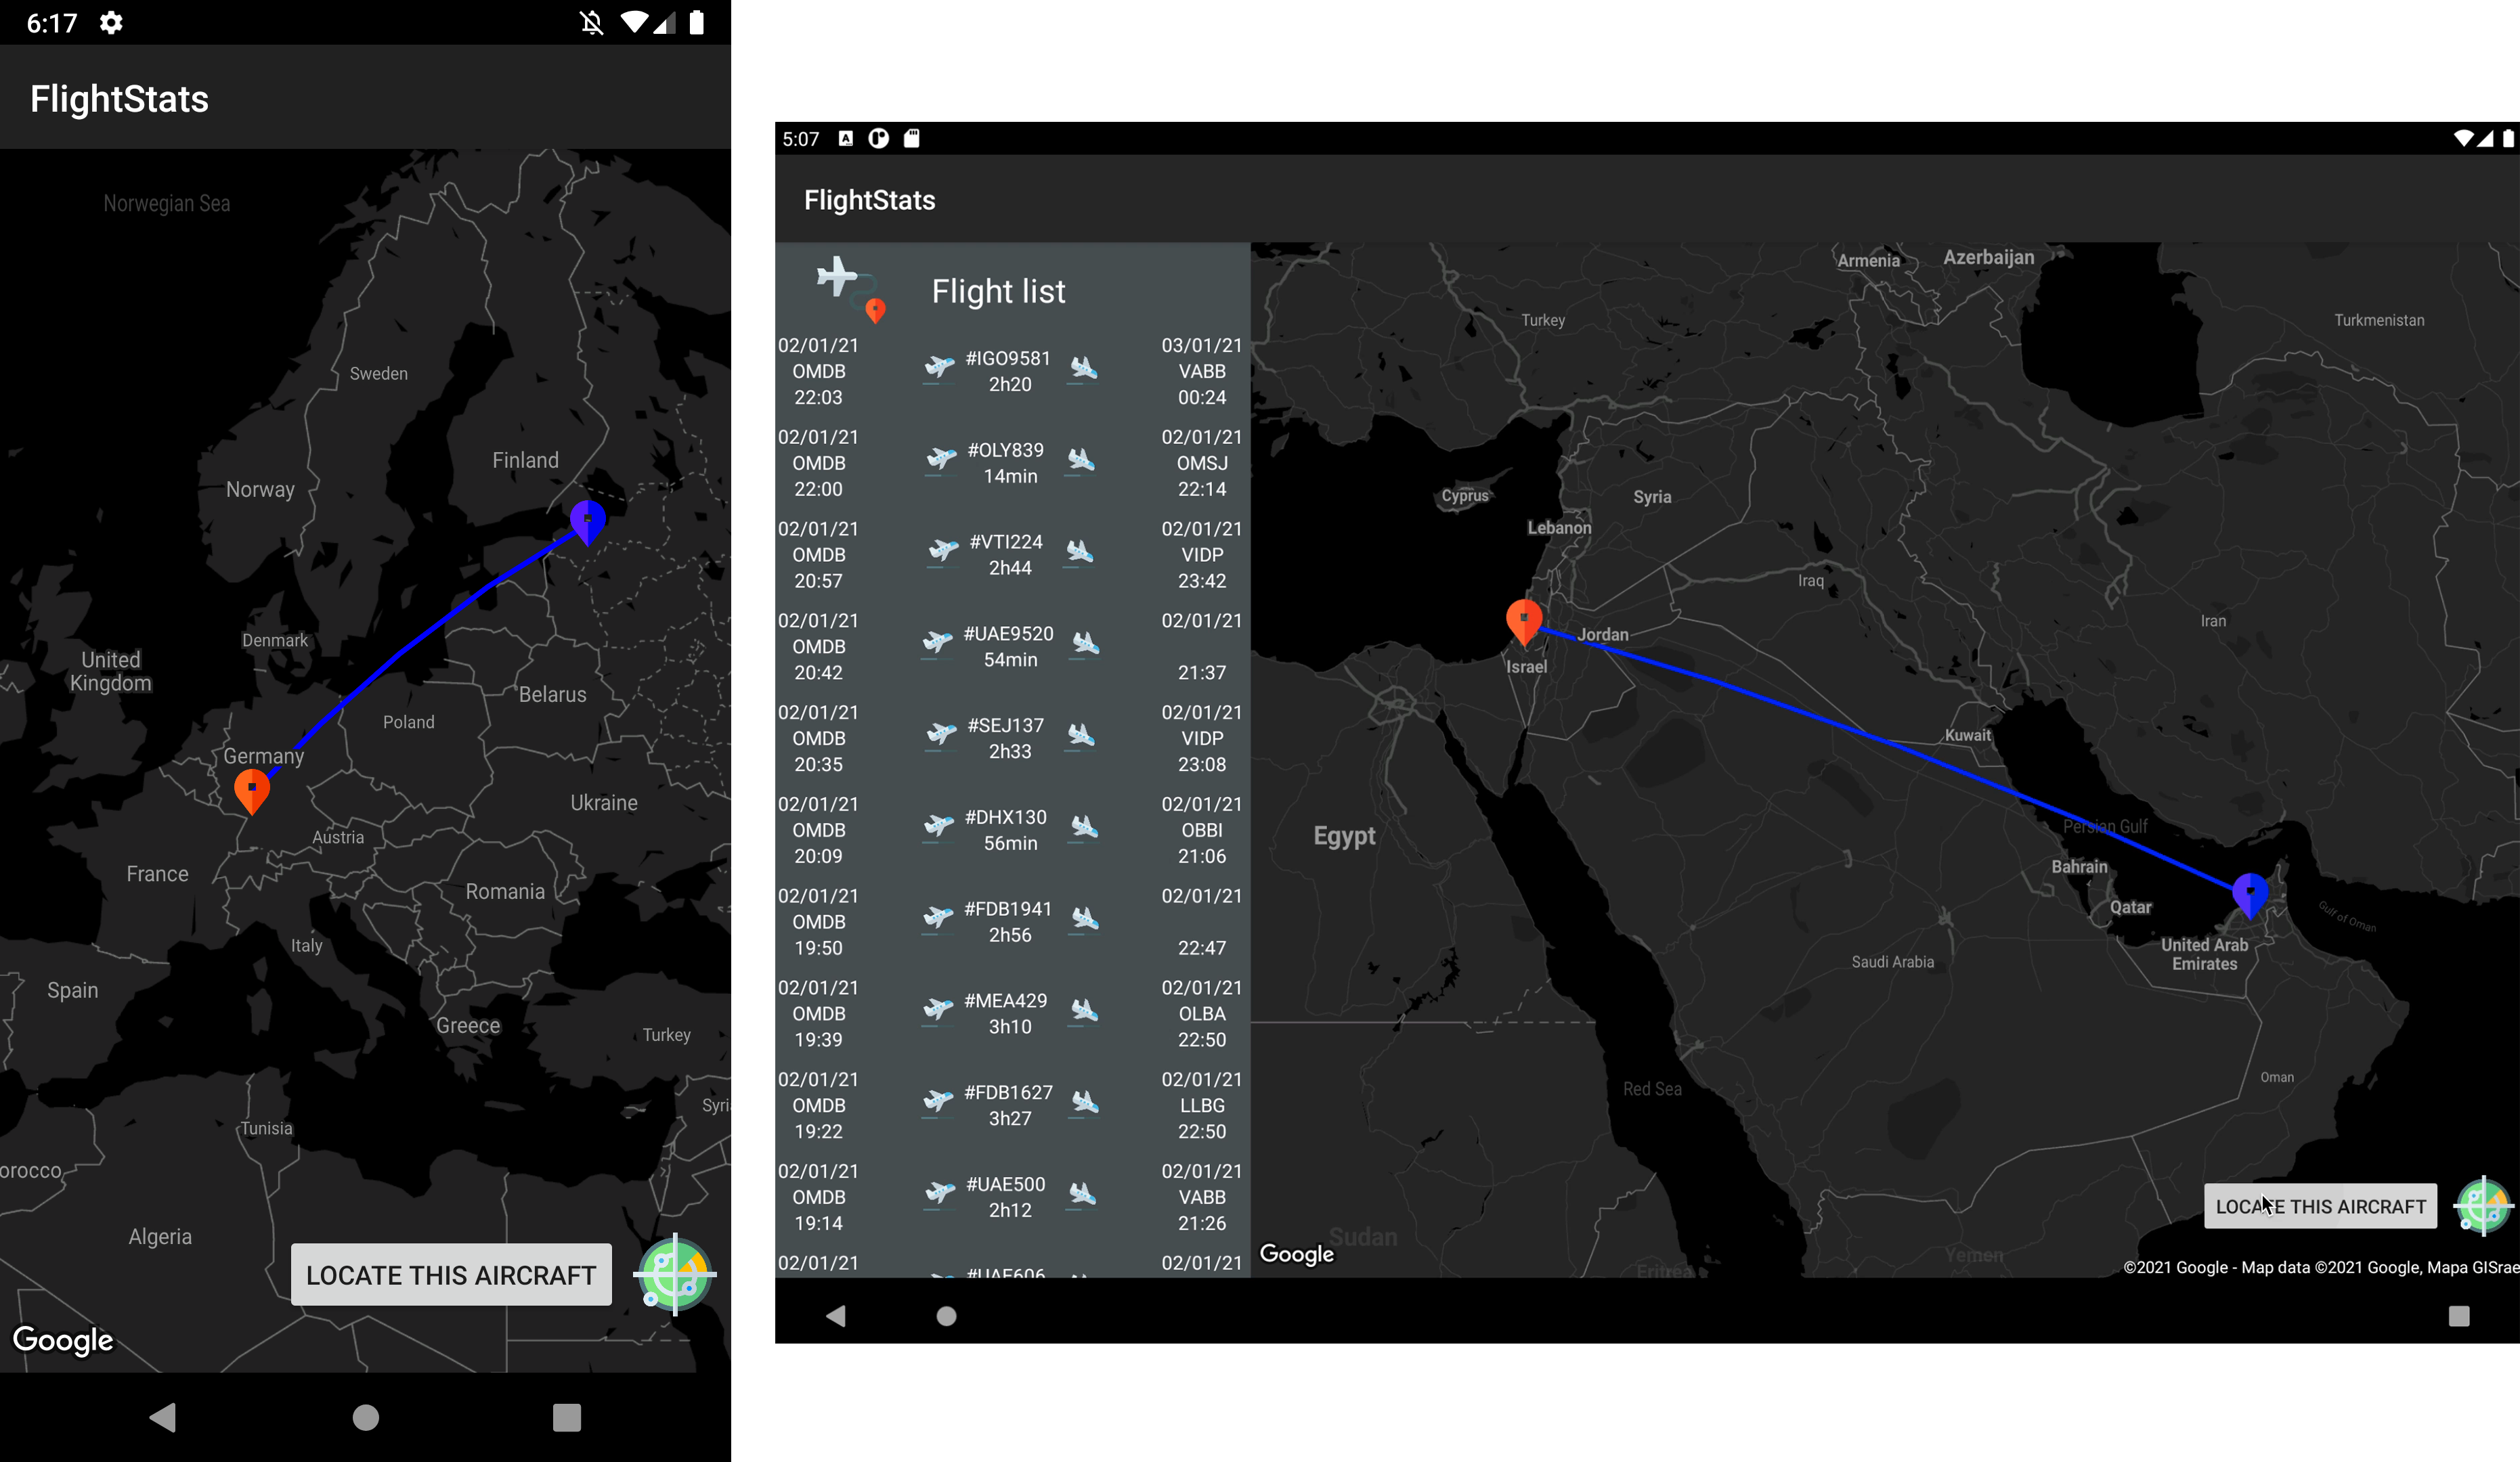 6:17
FlightStats
Norwegian Sea
Sweden
Finland
Norway
Denmark
United
Kingdom
Belarus
Poland
Germany
Ukraine
Austria
France
Romania
Italy
Spain
Greece
Turkey
Syri
Tunisia
orocco
Algeria
LOCATE THIS AIRCRAFT
Google
5:07
FlightStats
Flight list
02/01/21
OMDB
22:03
#IGO9581
2h20
03/01/21
VABB
00:24
02/01/21
OMDB
22:00
#OLY839
14min
02/01/21
OMSJ
22:14
02/01/21
OMDB
20:57
#VTI224
2h44
02/01/21
VIDP
23:42
02/01/21
OMDB
20:42
#UAE9520
54min
02/01/21
21:37
02/01/21
OMDB
20:35
#SEJ137
2h33
02/01/21
VIDP
23:08
02/01/21
OMDB
20:09
#DHX130
56min
02/01/21
OBBI
21:06
02/01/21
OMDB
19:50
#FDB1941
2h56
02/01/21
22:47
02/01/21
OMDB
19:39
#MEA429
3h10
02/01/21
OLBA
22:50
02/01/21
OMDB
19:22
#FDB1627
3h27
02/01/21
LLBG
22:50
02/01/21
OMDB
19:14
#UAE500
2h12
02/01/21
VABB
21:26
02/01/21
#UAE606
02/01/21
Armenia
Azerbaijan
Turkey
Turkmenistan
Cyprus
Syria
Lebanon
Iraq
Iran
Jordan
Israel
Kuwait
Persian Gulf
Egypt
Bahrain
Qatar
Gulf of Oman
United Arab
Emirates
Saudi Arabia
Oman
Red Sea
LOCATE THIS AIRCRAFT
Sudan
Yemen
Eritrea
Google
©2021 Google - Map data ©2021 Google, Mapa GISrae